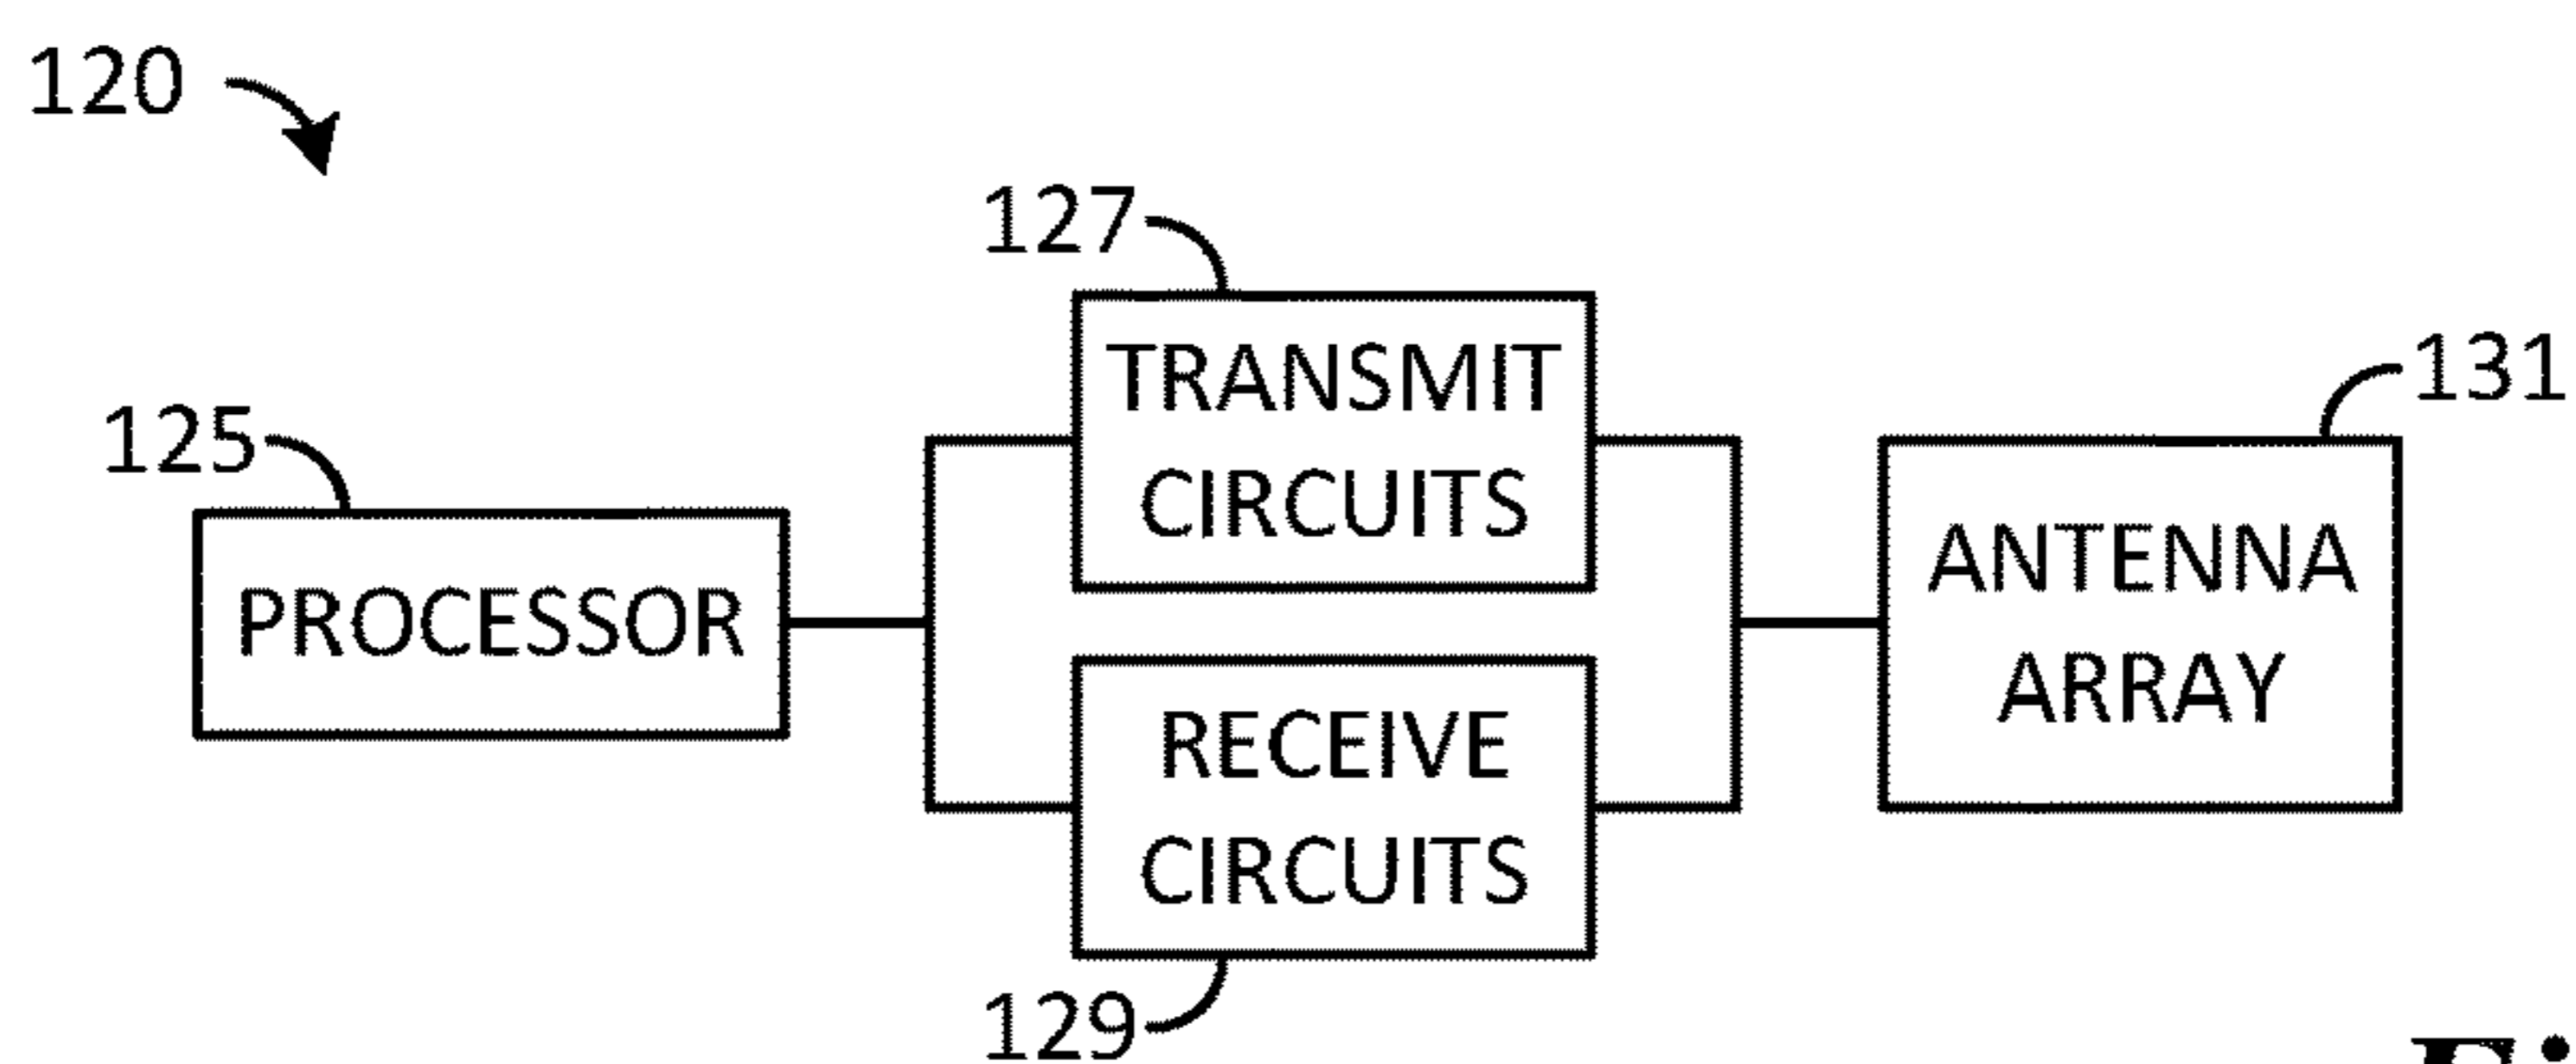 120
127
TRANSMIT
CIRCUITS
131
125
PROCESSOR
ANTENNA
ARRAY
RECEIVE
CIRCUITS
129